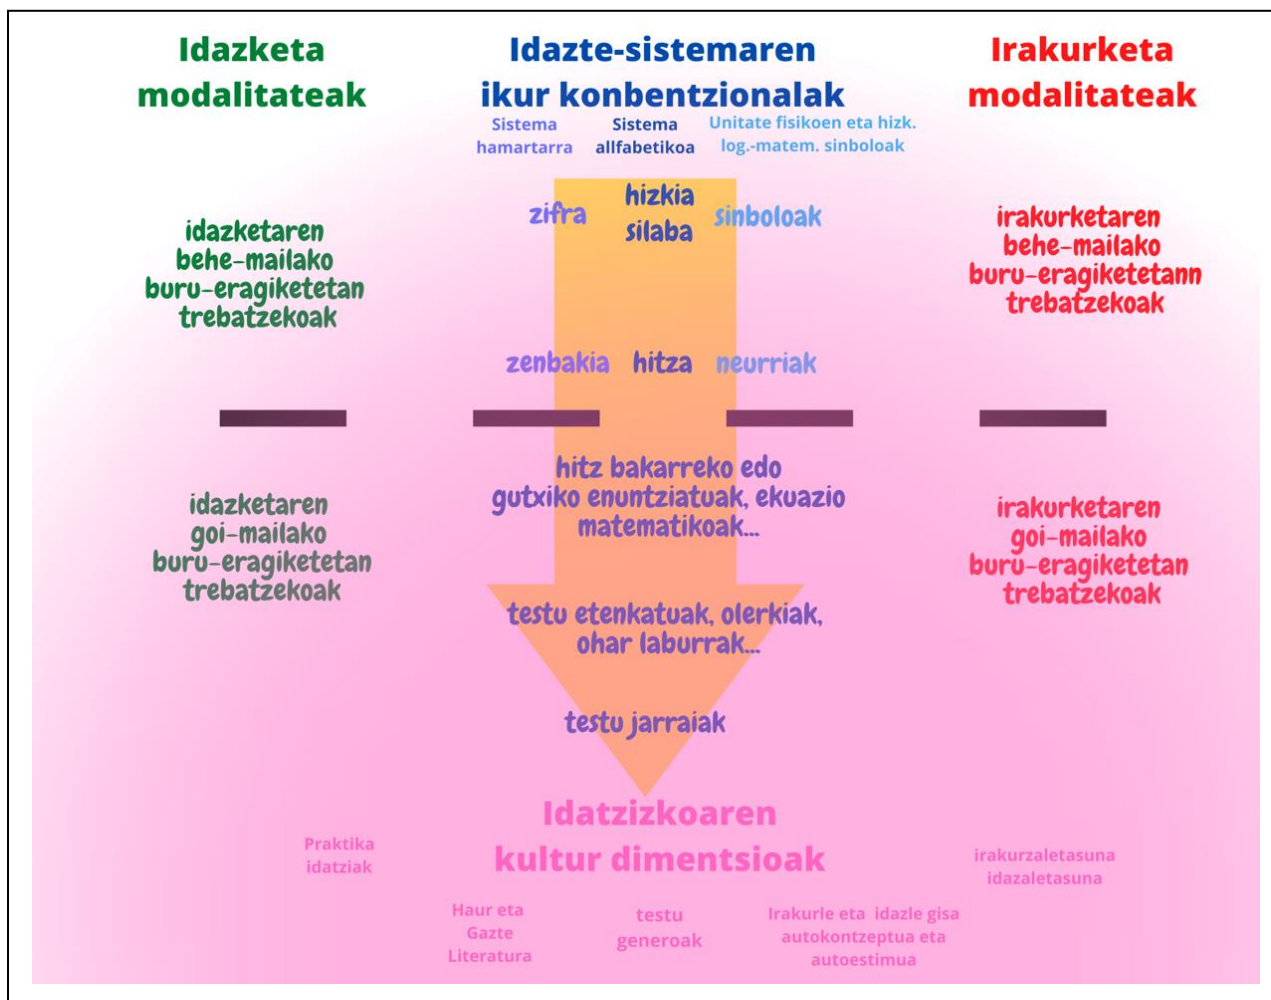 Idazketa
modalitateak
Idazte-sistemaren
ikur konbentzionalak
Irakurketa
modalitateak
Sistema
hamartarra
Sistema
allfabetikoa
Unitate fisikoen eta hizk.
log.-matem. sinboloak
zifra
hizkia
silaba
sinboloak
idazketaren
behe-mailako
buru-eragiketetan
trebatzekoak
irakurketaren
behe-mailako
buru-eragiketetann
trebatzekoak
zenbakia
hitza
neurriak
hitz bakarreko edo
gutxiko enuntziatuak, ekuazio
matematikoak...
idazketaren
goi-mailako
buru-eragiketetan
trebatzekoak
irakurketaren
goi-mailako
buru-eragiketetan
trebatzekoak
testu etenkatuak, olerkiak,
ohar laburrak...
testu jarraiak
Idatzizkoaren
kultur dimentsioak
Praktika
idatziak
irakurzaletasuna
idazaletasuna
Haur eta
Gazte
Literatura
testu
generoak
Irakurle eta idazle gisa
autokontzeptua eta
autoestimua